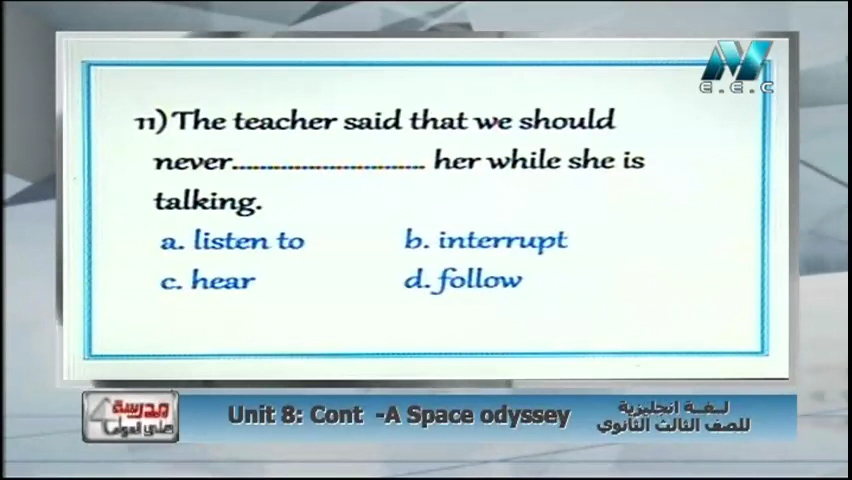 E.E.C
11) The teacher said that we should
never............................ her while she is
talking.
a. listen to
b. interrupt
c. hear
d. follow
مدرسة
على الهواء
Unit 8: Cont -A Space odyssey
لـغـة انجليزية
للصف الثالث الثانوي